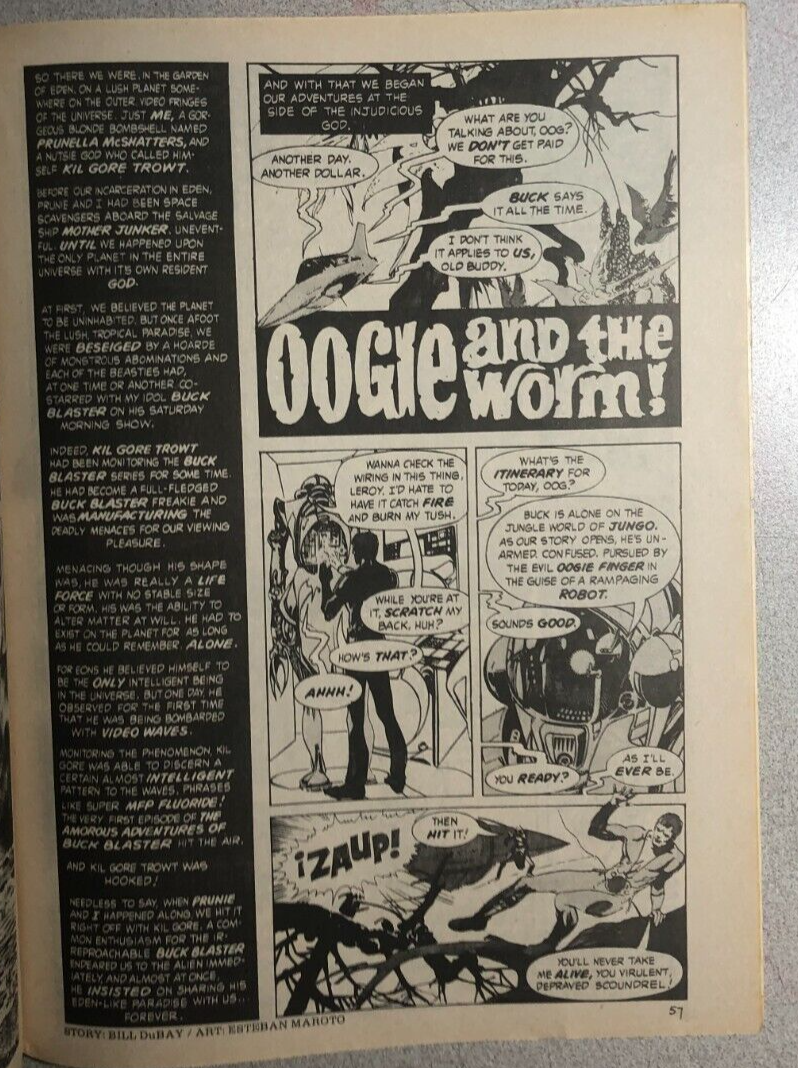 SO THERE WE WERE, IN THE GARDEN
OF EDEN. ON A LUSH PLANET SOME-
WHERE ON THE OUTER VIDEO FRINGES
OF THE UNIVERSE. JUST ME, A GOR-
GEOUS BLONDE BOMBSHELL NAMED
PRUNELLA McSHATTERS, AND
A NUTSIE GOD WHO CALLED HIM-
SELF KIL GORE TROWT.
BEFORE OUR INCARCERATION IN EDEN,
PRUNIE AND I HAD BEEN SPACE
SCAVENGERS ABOARD THE SALVAGE
SHIP MOTHER JUNKER. UNEVENT-
FUL. UNTIL WE HAPPENED UPON
THE ONLY PLANET IN THE ENTIRE
UNIVERSE WITH ITS OWN RESIDENT
GOD.
AT FIRST, WE BELIEVED THE PLANET
TO BE UNINHABITED. BUT ONCE AFOOT
THE LUSH, TROPICAL PARADISE, WE
WERE BESEIGED BY A HOARDE
OF MONSTROUS ABOMINATIONS AND
EACH OF THE BEASTIES HAD,
AT ONE TIME OR ANOTHER CO-
STARRED WITH MY IDOL BUCK
BLASTER ON HIS SATURDAY
MORNING SHOW.
INDEED, KIL GORE TROWT
HAD BEEN MONITORING THE BUCK
BLASTER SERIES FOR SOME TIME.
HE HAD BECOME A FULL-FLEDGED
BUCK BLASTER FREAKIE AND
WAS MANUFACTURING THE
DEADLY MENACES FOR OUR VIEWING
PLEASURE.
MENACING THOUGH HIS SHAPE
WAS, HE WAS REALLY A LIFE
FORCE WITH NO STABLE SIZE
OR FORM. HIS WAS THE ABILITY TO
ALTER MATTER AT WILL. HE HAD TO
EXIST ON THE PLANET FOR AS LONG
AS HE COULD REMEMBER. ALONE.
FOR EONS HE BELIEVED HIMSELF TO
BE THE ONLY INTELLIGENT BEING
IN THE UNIVERSE. BUT ONE DAY, HE
OBSERVED FOR THE FIRST TIME
THAT HE WAS BEING BOMBARDED
WITH VIDEO WAVES.
MONITORING THE PHENOMENON, KIL
GORE WAS ABLE TO DISCERN A
CERTAIN ALMOST INTELLIGENT
PATTERN TO THE WAVES. PHRASES
LIKE SUPER MFP FLUORIDE!
THE VERY FIRST EPISODE OF THE
AMOROUS ADVENTURES OF
BUCK BLASTER HIT THE AIR.
AND KIL GORE TROWT WAS
HOOKED!
NEEDLESS TO SAY, WHEN PRUNIE
AND I HAPPENED ALONG, WE HIT IT
RIGHT OFF WITH KIL GORE. A COM-
MON ENTHUSIASM FOR THE IR-
REPROACHABLE BUCK BLASTER
ENDEARED US TO THE ALIEN IMMED-
IATELY, AND ALMOST AT ONCE,
HE INSISTED ON SHARING HIS
EDEN-LIKE PARADISE WITH US...
FOREVER.
STORY: BILL DuBAY / ART: ESTEBAN MAROTO
AND WITH THAT WE BEGAN
OUR ADVENTURES AT THE
SIDE OF THE INJUDICIOUS
GOD.
ANOTHER DAY.
ANOTHER DOLLAR.
WHAT ARE YOU
TALKING ABOUT, OOG?
WE DON'T GET PAID
FOR THIS.
BUCK SAYS
IT ALL THE TIME.
I DON'T THINK
IT APPLIES TO US,
OLD BUDDY.
OOGIE and the
worm!
WANNA CHECK THE
WIRING IN THIS THING,
LEROY. I'D HATE TO
HAVE IT CATCH FIRE
AND BURN MY TUSH.
WHILE YOU'RE AT
IT, SCRATCH MY
BACK, HUH?
HOW'S THAT?
AHHH!
WHAT'S THE
ITINERARY FOR
TODAY, OOG?
BUCK IS ALONE ON THE
JUNGLE WORLD OF JUNGO.
AS OUR STORY OPENS, HE'S UN-
ARMED. CONFUSED. PURSUED BY
THE EVIL OOGIE FINGER IN
THE GUISE OF A RAMPAGING
ROBOT.
SOUNDS GOOD.
YOU READY?
AS I'LL
EVER BE.
¡ZAUP!
THEN
HIT IT!
YOU'LL NEVER TAKE
ME ALIVE, YOU VIRULENT,
DEPRAVED SCOUNDREL!
57